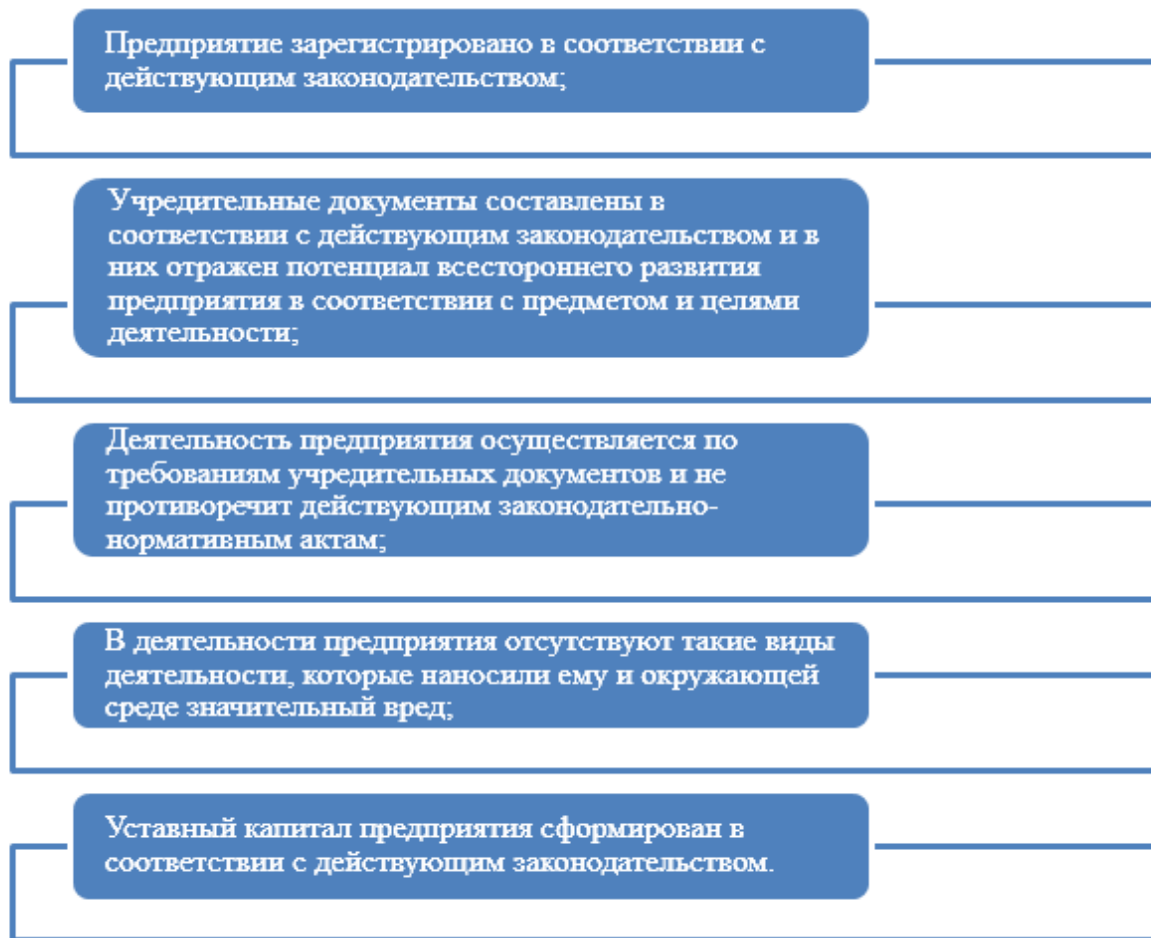 Предприятие зарегистрировано в соответствии с
действующим законодательством;
Учредительные документы составлены в
соответствии с действующим законодательством и в
них отражен потенциал всестороннего развития
предприятия в соответствии с предметом и целями
деятельности;
Деятельность предприятия осуществляется по
требованиям учредительных документов и не
противоречит действующим законодательно-
нормативным актам;
В деятельности предприятия отсутствуют такие виды
деятельности, которые наносили ему и окружающей
среде значительный вред;
Уставный капитал предприятия сформирован в
соответствии с действующим законодательством.